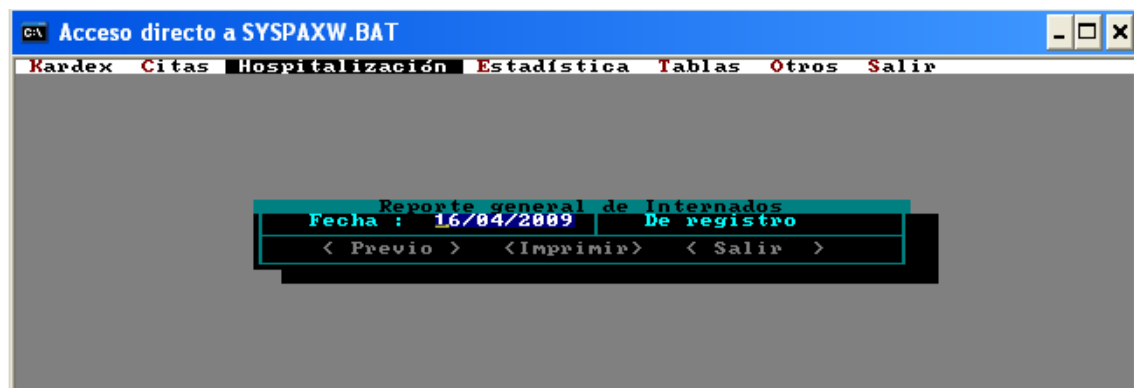 Acceso directo a SYSPAXW.BAT
Kardex Citas Hospitalización Estadística Tablas Otros Salir
Reporte general de Internados
Fecha : 16/04/2009 De registro
< Previo > <Imprimir> < Salir >